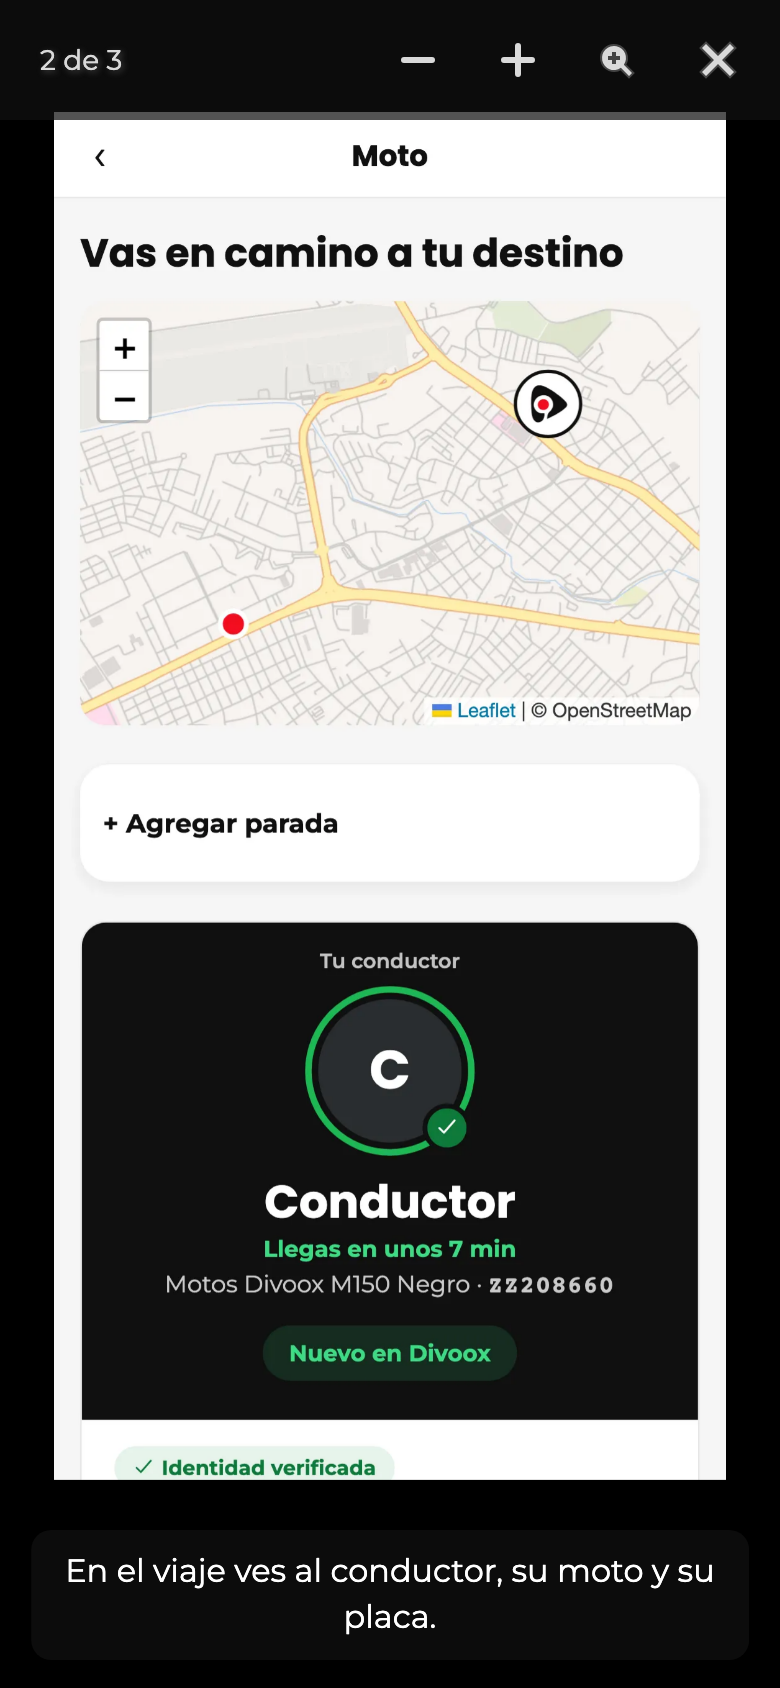 2 de 3
Moto
Vas en camino a tu destino
+
−
Leaflet | © OpenStreetMap
+ Agregar parada
Tu conductor
C
Conductor
Llegas en unos 7 min
Motos Divoox M150 Negro · ZZ208660
Nuevo en Divoox
✓ Identidad verificada
En el viaje ves al conductor, su moto y su
placa.